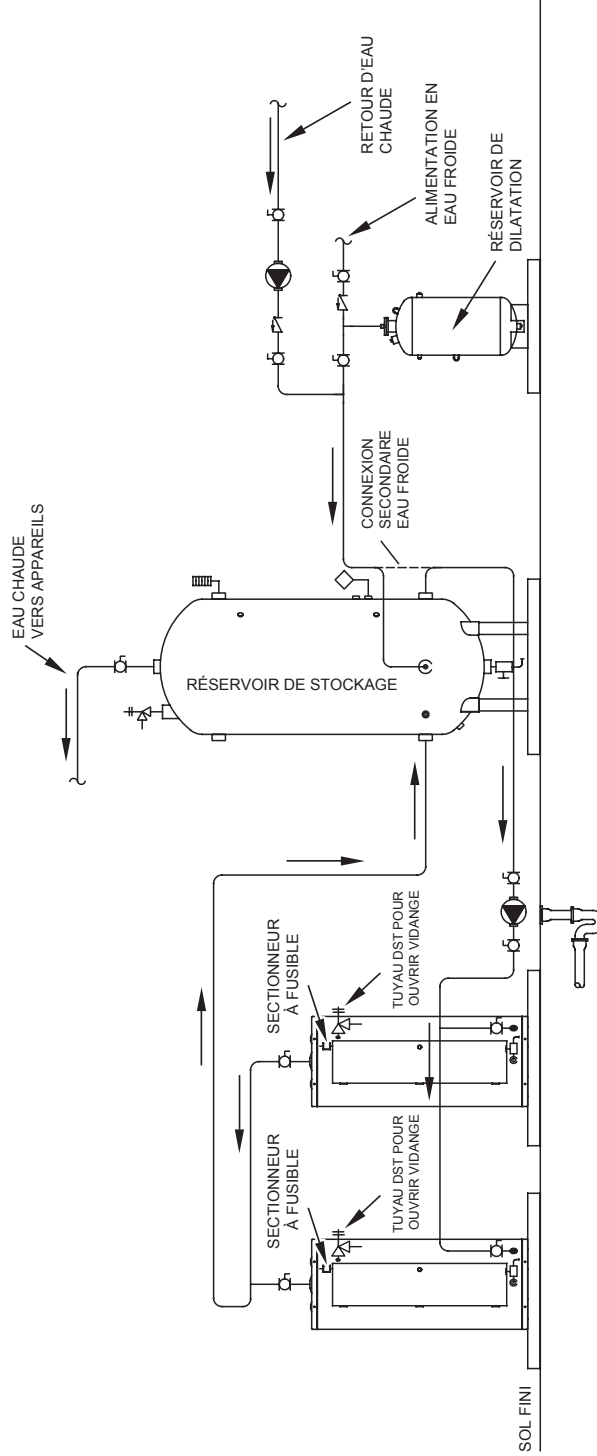 EAU CHAUDE
VERS APPAREILS
RETOUR D'EAU
CHAUDE
ALIMENTATION EN
EAU FROIDE
RÉSERVOIR DE
DILATATION
CONNEXION
SECONDAIRE
EAU FROIDE
RÉSERVOIR DE STOCKAGE
SECTIONNEUR
À FUSIBLE
TUYAU DST POUR
OUVRIR VIDANGE
SECTIONNEUR
À FUSIBLE
TUYAU DST POUR
OUVRIR VIDANGE
SOL FINI